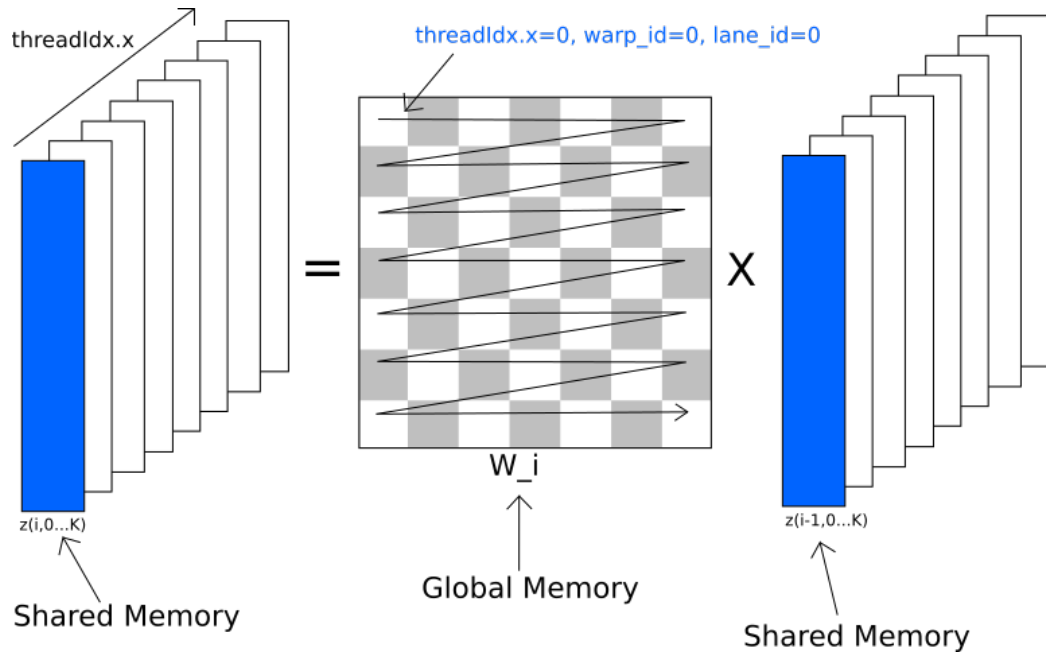 threadIdx.x
threadIdx.x=0, warp_id=0, lane_id=0
=
X
W_i
z(i,0...K)
z(i-1,0...K)
Shared Memory
Global Memory
Shared Memory